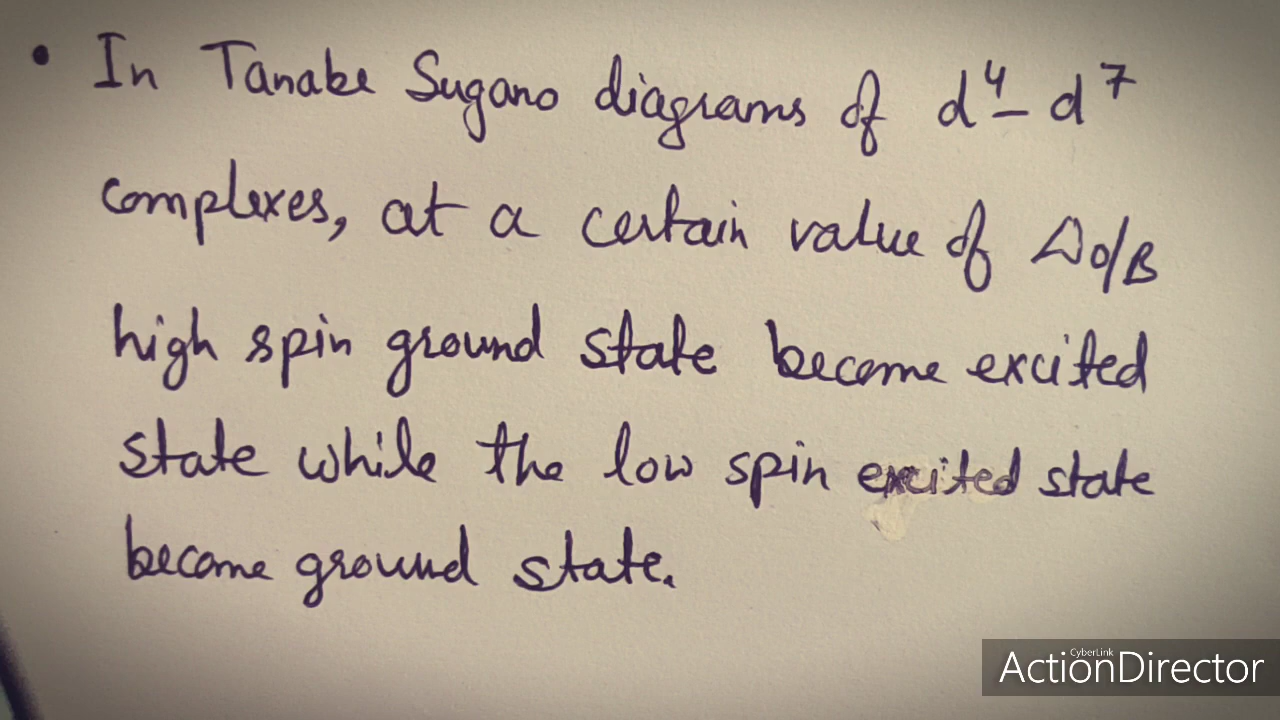 • In Tanabe Sugano diagrams of d⁴ – d⁷
complexes, at a certain value of Δo/B
high spin ground state become excited
state while the low spin excited state
become ground state.
CyberLink
ActionDirector